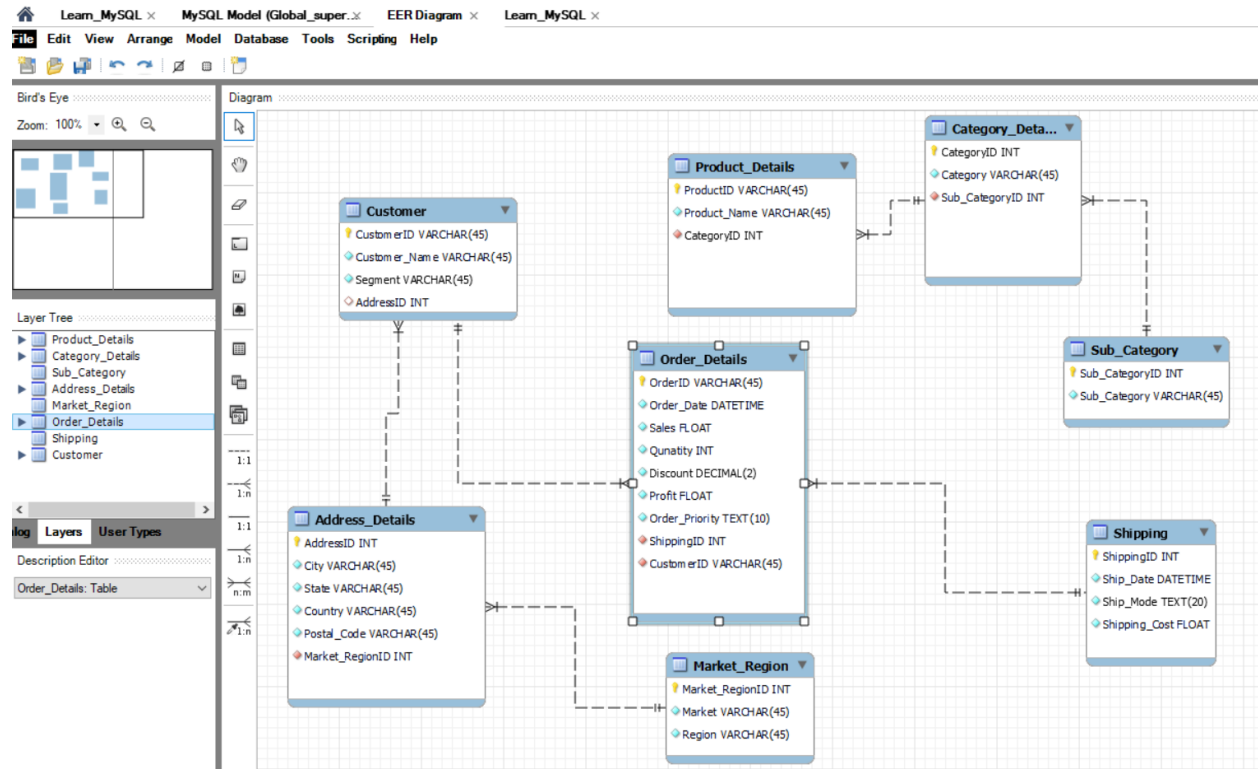 Learn_MySQL ×
MySQL Model (Global_super..×
EER Diagram ×
Learn_MySQL ×
File Edit View Arrange Model Database Tools Scripting Help
Bird's Eye
Zoom: 100%
Diagram
Layer Tree
Product_Details
Category_Details
Sub_Category
Address_Details
Market_Region
Order_Details
Shipping
Customer
log Layers User Types
Description Editor
Order_Details: Table
1:1
1:n
1:1
1:n
n:m
1:n
Customer
CustomerID VARCHAR(45)
Customer_Name VARCHAR(45)
Segment VARCHAR(45)
AddressID INT
Product_Details
ProductID VARCHAR(45)
Product_Name VARCHAR(45)
CategoryID INT
Category_Deta...
CategoryID INT
Category VARCHAR(45)
Sub_CategoryID INT
Sub_Category
Sub_CategoryID INT
Sub_Category VARCHAR(45)
Order_Details
OrderID VARCHAR(45)
Order_Date DATETIME
Sales FLOAT
Qunatity INT
Discount DECIMAL(2)
Profit FLOAT
Order_Priority TEXT(10)
ShippingID INT
CustomerID VARCHAR(45)
Address_Details
AddressID INT
City VARCHAR(45)
State VARCHAR(45)
Country VARCHAR(45)
Postal_Code VARCHAR(45)
Market_RegionID INT
Shipping
ShippingID INT
Ship_Date DATETIME
Ship_Mode TEXT(20)
Shipping_Cost FLOAT
Market_Region
Market_RegionID INT
Market VARCHAR(45)
Region VARCHAR(45)